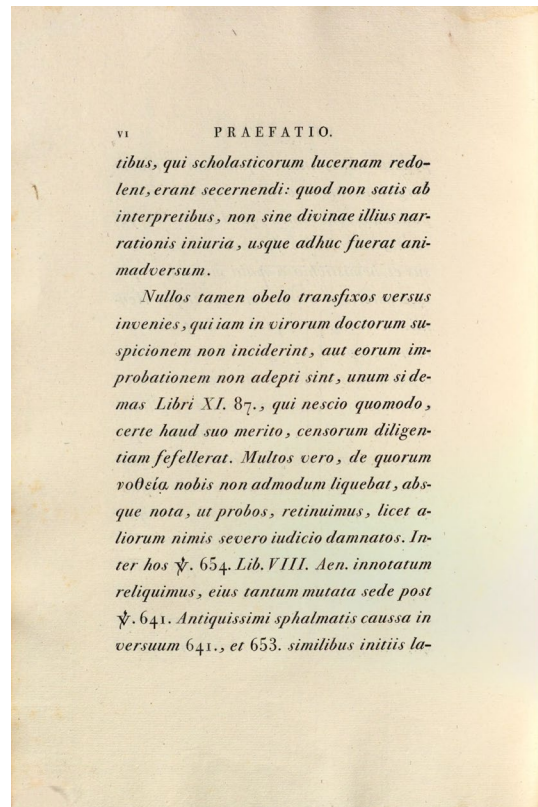 VI PRAEFATIO.
tibus, qui scholasticorum lucernam redo-
lent, erant secernendi: quod non satis ab
interpretibus, non sine divinae illius nar-
rationis iniuria, usque adhuc fuerat ani-
madversum.
Nullos tamen obelo transfixos versus
invenies, qui iam in virorum doctorum su-
spicionem non inciderint, aut eorum im-
probationem non adepti sint, unum si de-
mas Libri XI. 87., qui nescio quomodo,
certe haud suo merito, censorum diligen-
tiam fefellerat. Multos vero, de quorum
νοθείᾳ nobis non admodum liquebat, abs-
que nota, ut probos, retinuimus, licet a-
liorum nimis severo iudicio damnatos. In-
ter hos ℣. 654. Lib. VIII. Aen. innotatum
reliquimus, eius tantum mutata sede post
℣. 641. Antiquissimi sphalmatis caussa in
versuum 641., et 653. similibus initiis la-